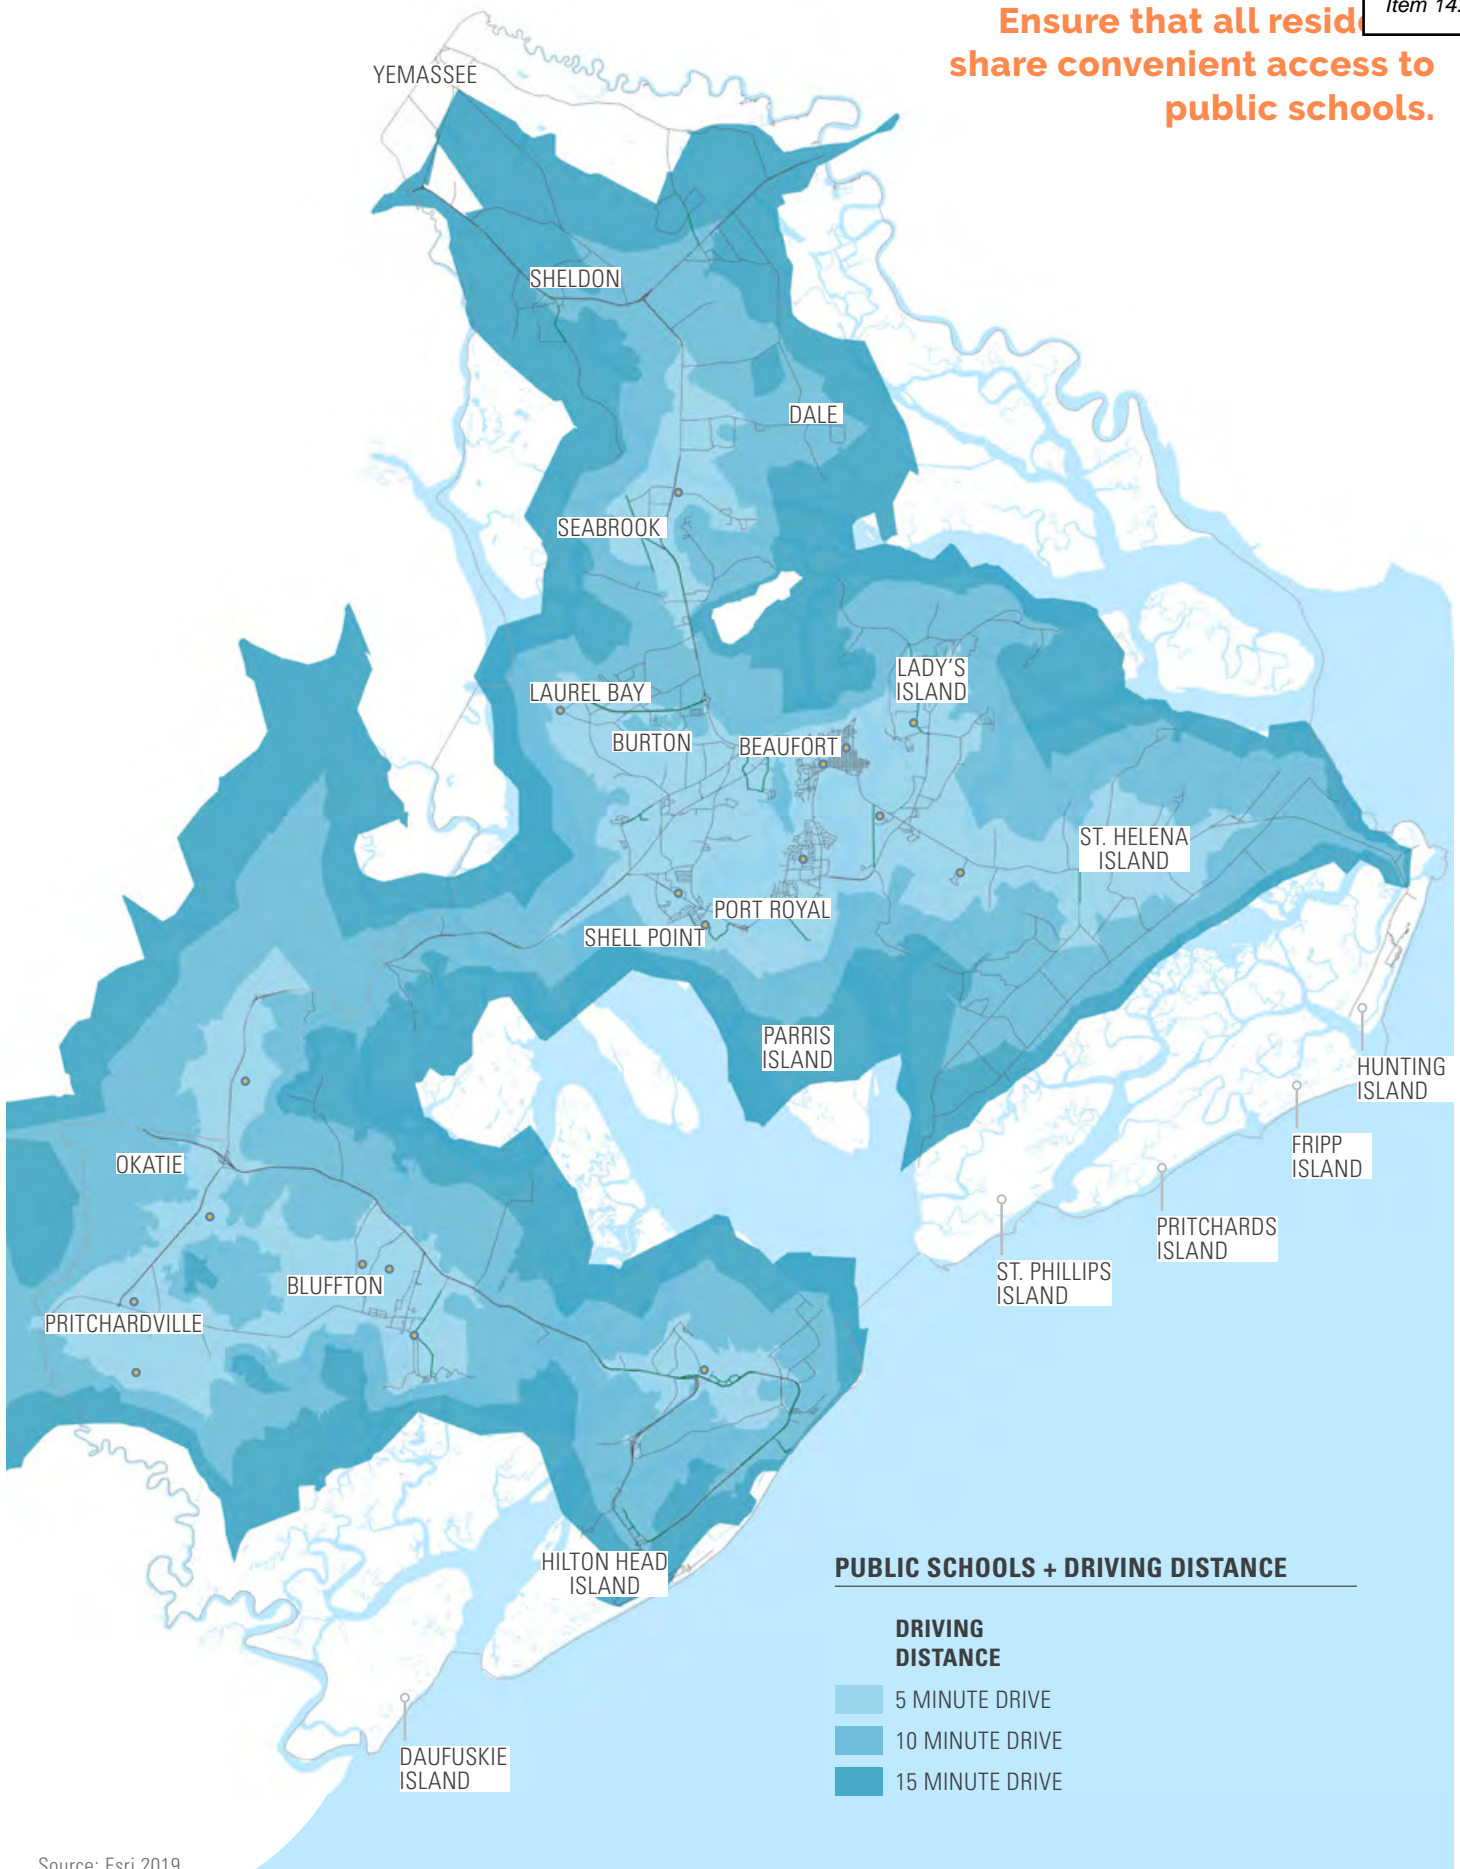 Item 14.
Ensure that all
share convenient access to
public schools.
YEMASSEE
SHELDON
DALE
SEABROOK
LADY'S
ISLAND
LAUREL BAY
BURTON
BEAUFORT
ST. HELENA
ISLAND
PORT ROYAL
SHELL POINT
PARRIS
ISLAND
HUNTING
ISLAND
FRIPP
ISLAND
OKATIE
PRITCHARDS
ISLAND
ST. PHILLIPS
ISLAND
BLUFFTON
PRITCHARDVILLE
HILTON HEAD
ISLAND
DAUFUSKIE
ISLAND
PUBLIC SCHOOLS + DRIVING DISTANCE
DRIVING
DISTANCE
5 MINUTE DRIVE
10 MINUTE DRIVE
15 MINUTE DRIVE
Source: Esri 2019